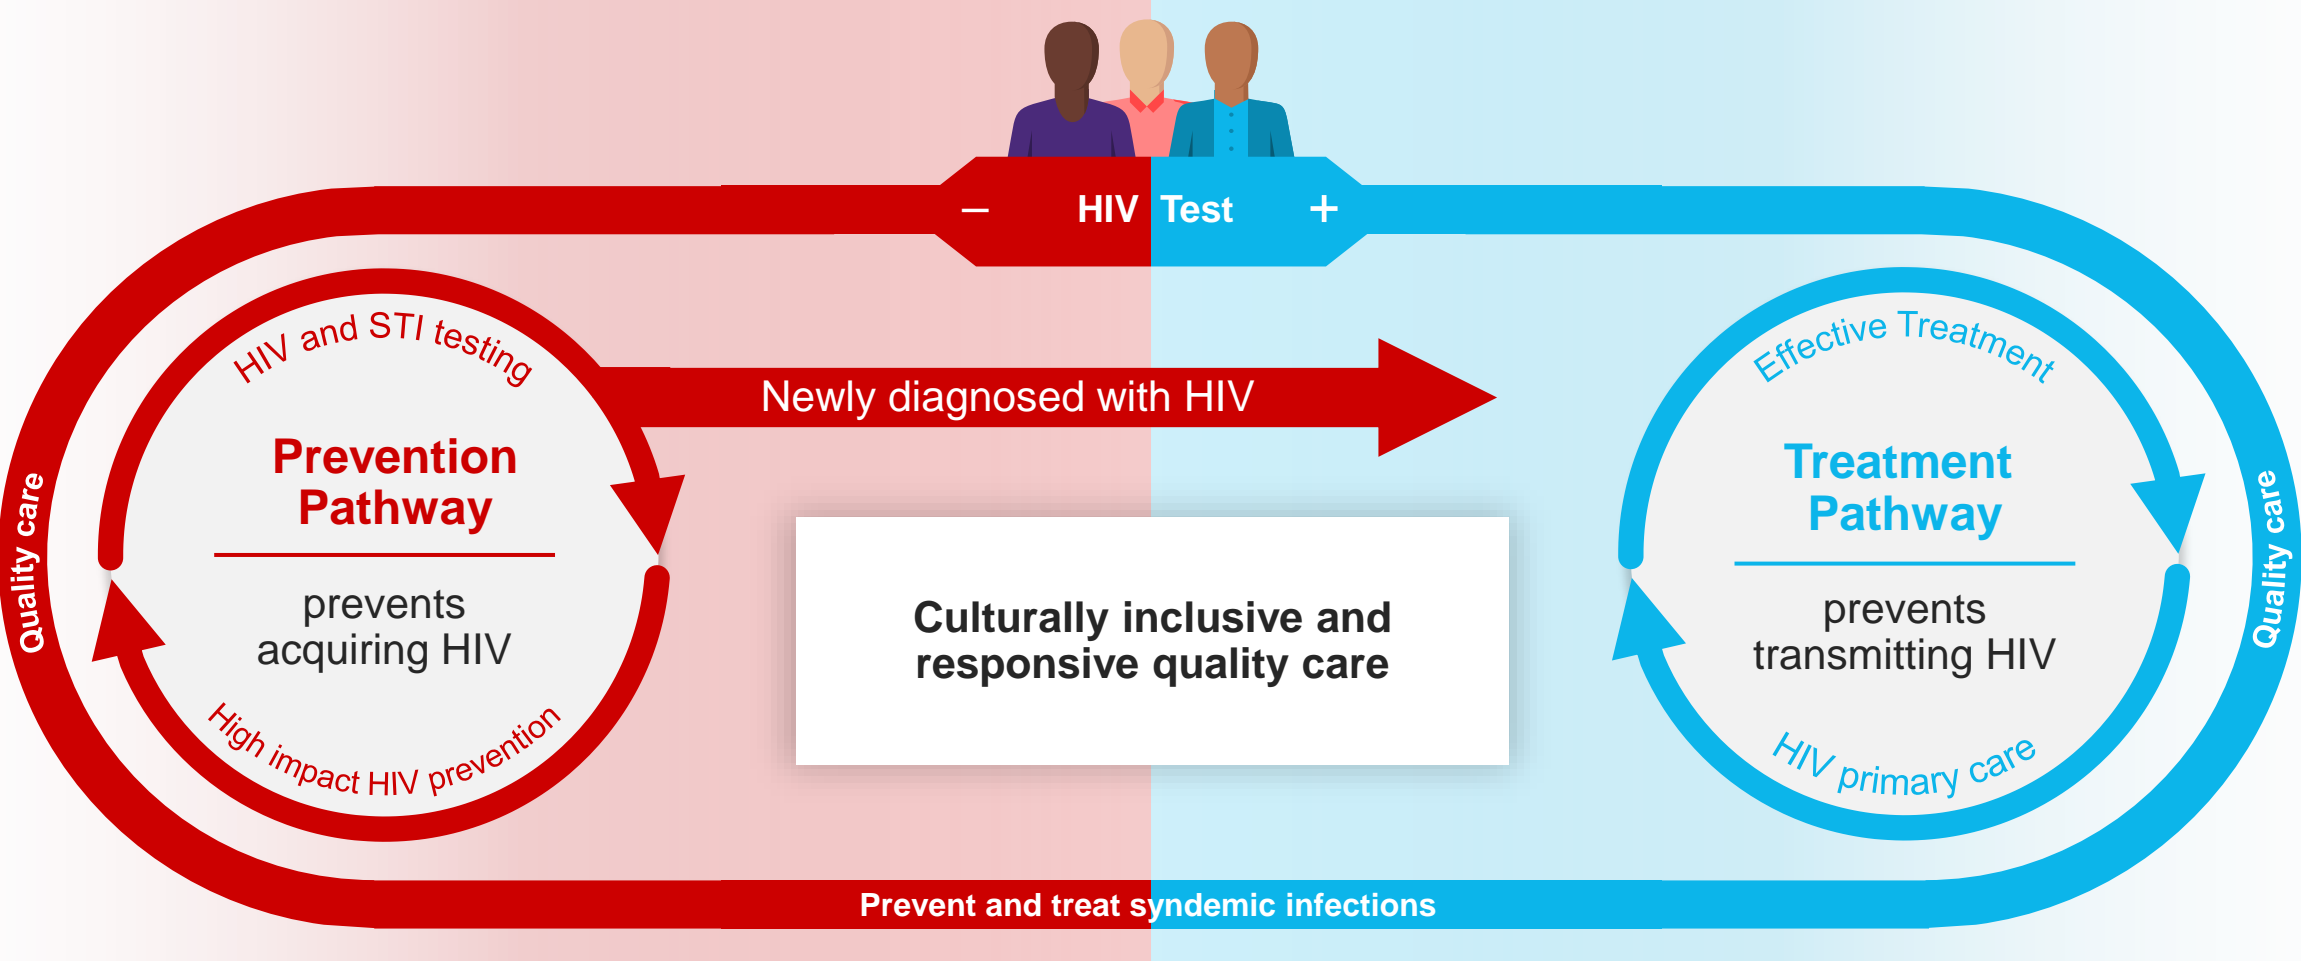 – HIV Test +
HIV and STI testing
Prevention
Pathway
prevents
acquiring HIV
High impact HIV prevention
Quality care
Newly diagnosed with HIV
Culturally inclusive and
responsive quality care
Effective Treatment
Treatment
Pathway
prevents
transmitting HIV
HIV primary care
Quality care
Prevent and treat syndemic infections